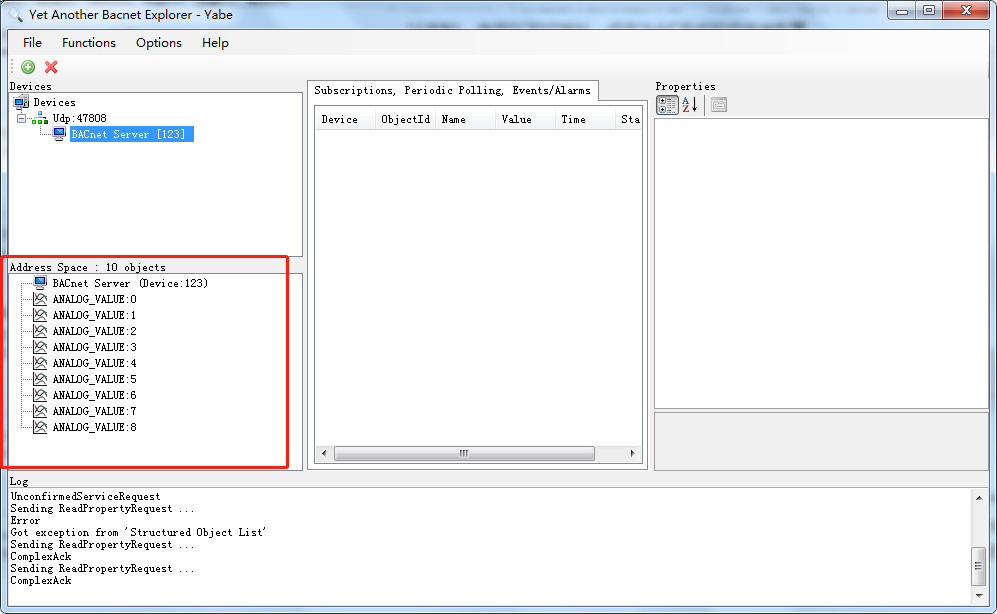 Yet Another Bacnet Explorer - Yabe
File Functions Options Help
Devices
Devices
Udp:47808
BACnet Server [123]
Address Space : 10 objects
BACnet Server (Device:123)
ANALOG_VALUE:0
ANALOG_VALUE:1
ANALOG_VALUE:2
ANALOG_VALUE:3
ANALOG_VALUE:4
ANALOG_VALUE:5
ANALOG_VALUE:6
ANALOG_VALUE:7
ANALOG_VALUE:8
Subscriptions, Periodic Polling, Events/Alarms
Device ObjectId Name Value Time Sta
Properties
Log
UnconfirmedServiceRequest
Sending ReadPropertyRequest ...
Error
Got exception from 'Structured Object List'
Sending ReadPropertyRequest ...
ComplexAck
Sending ReadPropertyRequest ...
ComplexAck